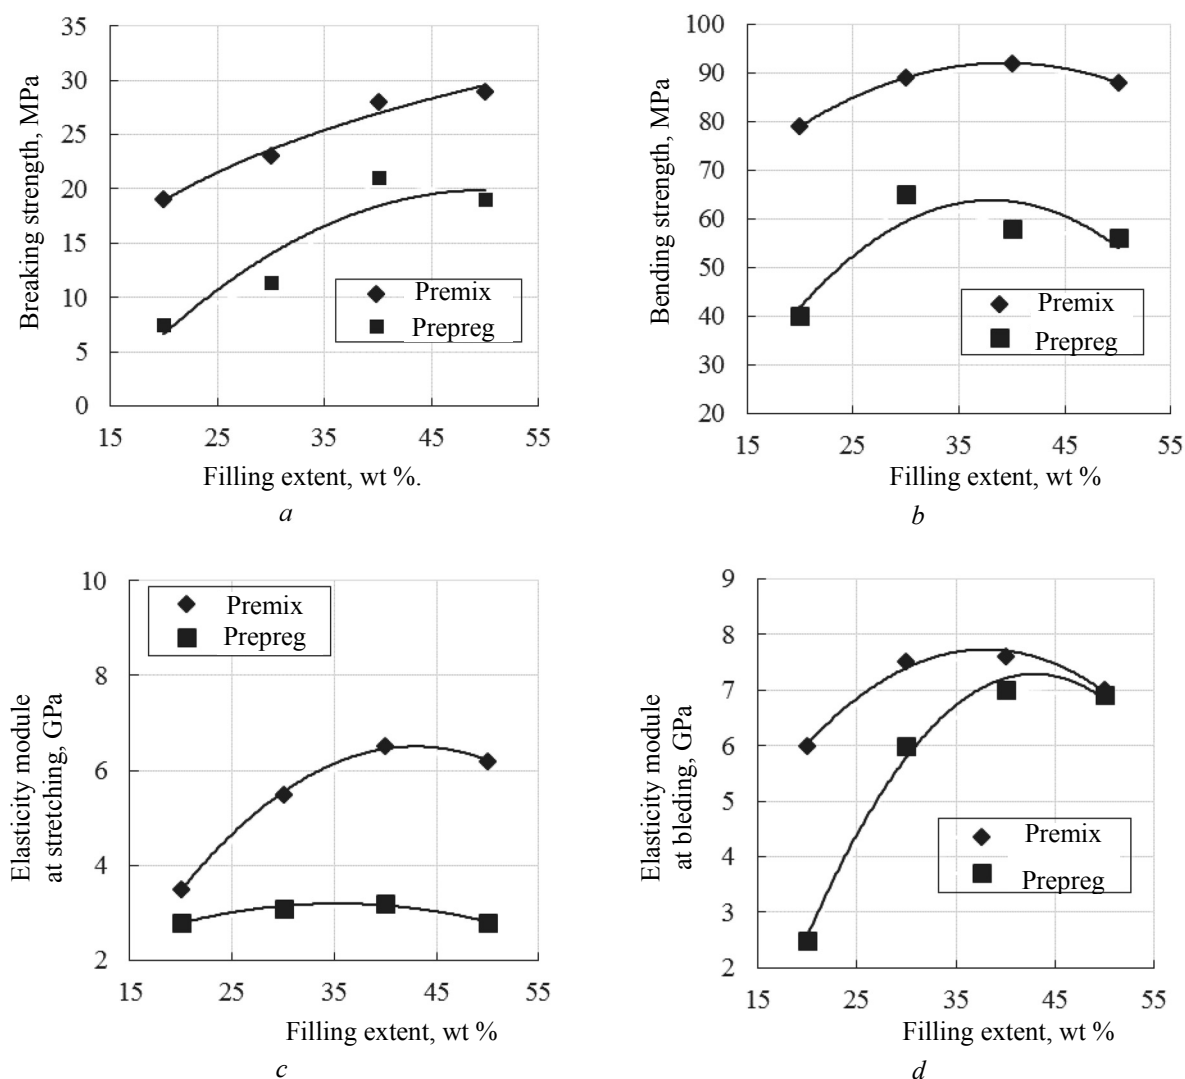 35
30
25
20
15
10
5
0
Breaking strength, MPa
Premix
Prepreg
15 25 35 45 55
Filling extent, wt %.
a
100
90
80
70
60
50
40
30
20
Bending strength, MPa
Premix
Prepreg
15 25 35 45 55
Filling extent, wt %
b
10
8
6
4
2
Elasticity module
at stretching, GPa
Premix
Prepreg
15 25 35 45 55
Filling extent, wt %
c
9
8
7
6
5
4
3
2
Elasticity module
at bleding, GPa
Premix
Prepreg
15 25 35 45 55
Filling extent, wt %
d